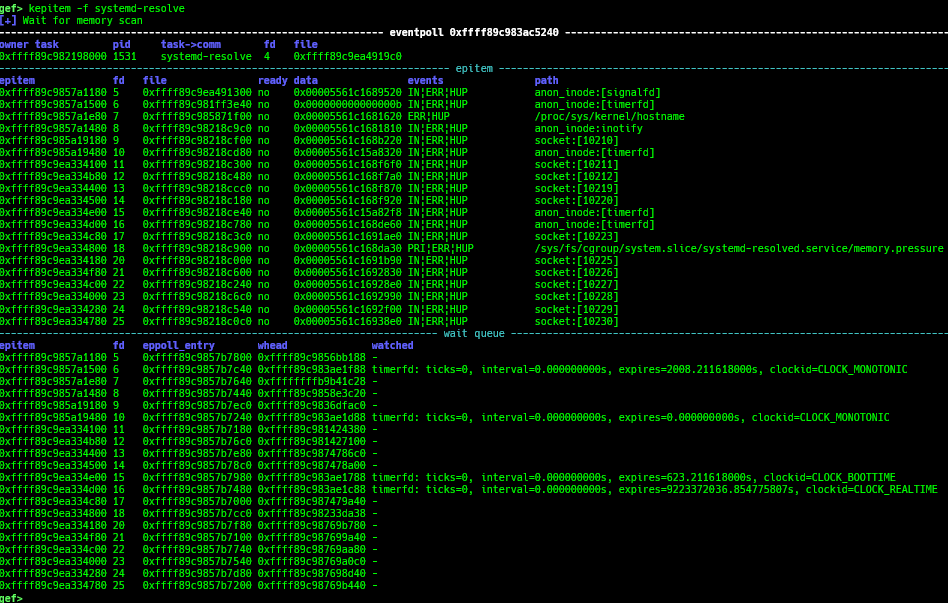 gef> kepitem -f systemd-resolve
[+] Wait for memory scan
eventpoll 0xffff89c983ac5240
owner task pid task->comm fd file
0xffff89c982198000 1531 systemd-resolve 4 0xffff89c9ea4919c0
epitem
epitem fd file ready data events path
0xffff89c9857a1180 5 0xffff89c9ea491300 no 0x00005561c1689520 IN¦ERR¦HUP anon_inode:[signalfd]
0xffff89c9857a1500 6 0xffff89c981ff3e40 no 0x000000000000000b IN¦ERR¦HUP anon_inode:[timerfd]
0xffff89c9857a1e80 7 0xffff89c985871f00 no 0x00005561c1681620 ERR¦HUP /proc/sys/kernel/hostname
0xffff89c9857a1480 8 0xffff89c98218c9c0 no 0x00005561c1681810 IN¦ERR¦HUP anon_inode:inotify
0xffff89c985a19180 9 0xffff89c98218cf00 no 0x00005561c168b220 IN¦ERR¦HUP socket:[10210]
0xffff89c985a19480 10 0xffff89c98218cd80 no 0x00005561c15a8320 IN¦ERR¦HUP anon_inode:[timerfd]
0xffff89c9ea334100 11 0xffff89c98218c300 no 0x00005561c168f6f0 IN¦ERR¦HUP socket:[10211]
0xffff89c9ea334b80 12 0xffff89c98218c480 no 0x00005561c168f7a0 IN¦ERR¦HUP socket:[10212]
0xffff89c9ea334400 13 0xffff89c98218ccc0 no 0x00005561c168f870 IN¦ERR¦HUP socket:[10219]
0xffff89c9ea334500 14 0xffff89c98218c180 no 0x00005561c168f920 IN¦ERR¦HUP socket:[10220]
0xffff89c9ea334e00 15 0xffff89c98218ce40 no 0x00005561c15a82f8 IN¦ERR¦HUP anon_inode:[timerfd]
0xffff89c9ea334d00 16 0xffff89c98218c780 no 0x00005561c168de60 IN¦ERR¦HUP anon_inode:[timerfd]
0xffff89c9ea334c80 17 0xffff89c98218c3c0 no 0x00005561c1691ae0 IN¦ERR¦HUP socket:[10223]
0xffff89c9ea334800 18 0xffff89c98218c900 no 0x00005561c168da30 PRI¦ERR¦HUP /sys/fs/cgroup/system.slice/systemd-resolved.service/memory.pressure
0xffff89c9ea334180 20 0xffff89c98218c000 no 0x00005561c1691b90 IN¦ERR¦HUP socket:[10225]
0xffff89c9ea334f80 21 0xffff89c98218c600 no 0x00005561c1692830 IN¦ERR¦HUP socket:[10226]
0xffff89c9ea334c00 22 0xffff89c98218c240 no 0x00005561c16928e0 IN¦ERR¦HUP socket:[10227]
0xffff89c9ea334000 23 0xffff89c98218c6c0 no 0x00005561c1692990 IN¦ERR¦HUP socket:[10228]
0xffff89c9ea334280 24 0xffff89c98218c540 no 0x00005561c1692f00 IN¦ERR¦HUP socket:[10229]
0xffff89c9ea334780 25 0xffff89c98218c0c0 no 0x00005561c16938e0 IN¦ERR¦HUP socket:[10230]
wait queue
epitem fd eppoll_entry whead watched
0xffff89c9857a1180 5 0xffff89c9857b7800 0xffff89c9856bb188 -
0xffff89c9857a1500 6 0xffff89c9857b7c40 0xffff89c983ae1f88 timerfd: ticks=0, interval=0.000000000s, expires=2008.211618000s, clockid=CLOCK_MONOTONIC
0xffff89c9857a1e80 7 0xffff89c9857b7640 0xffffffffb9b41c28 -
0xffff89c9857a1480 8 0xffff89c9857b7440 0xffff89c9858e3c20 -
0xffff89c985a19180 9 0xffff89c9857b7ec0 0xffff89c9836dfac0 -
0xffff89c985a19480 10 0xffff89c9857b7240 0xffff89c983ae1d88 timerfd: ticks=0, interval=0.000000000s, expires=0.000000000s, clockid=CLOCK_MONOTONIC
0xffff89c9ea334100 11 0xffff89c9857b7180 0xffff89c981424380 -
0xffff89c9ea334b80 12 0xffff89c9857b76c0 0xffff89c981427100 -
0xffff89c9ea334400 13 0xffff89c9857b7e80 0xffff89c9874786c0 -
0xffff89c9ea334500 14 0xffff89c9857b78c0 0xffff89c987478a00 -
0xffff89c9ea334e00 15 0xffff89c9857b7980 0xffff89c983ae1788 timerfd: ticks=0, interval=0.000000000s, expires=623.211618000s, clockid=CLOCK_BOOTTIME
0xffff89c9ea334d00 16 0xffff89c9857b7480 0xffff89c983ae1c88 timerfd: ticks=0, interval=0.000000000s, expires=9223372036.854775807s, clockid=CLOCK_REALTIME
0xffff89c9ea334c80 17 0xffff89c9857b7000 0xffff89c987479a40 -
0xffff89c9ea334800 18 0xffff89c9857b7cc0 0xffff89c98233da38 -
0xffff89c9ea334180 20 0xffff89c9857b7f80 0xffff89c98769b780 -
0xffff89c9ea334f80 21 0xffff89c9857b7100 0xffff89c987699a40 -
0xffff89c9ea334c00 22 0xffff89c9857b7740 0xffff89c98769aa80 -
0xffff89c9ea334000 23 0xffff89c9857b7540 0xffff89c98769a0c0 -
0xffff89c9ea334280 24 0xffff89c9857b7d80 0xffff89c987698d40 -
0xffff89c9ea334780 25 0xffff89c9857b7200 0xffff89c98769b440 -
gef>